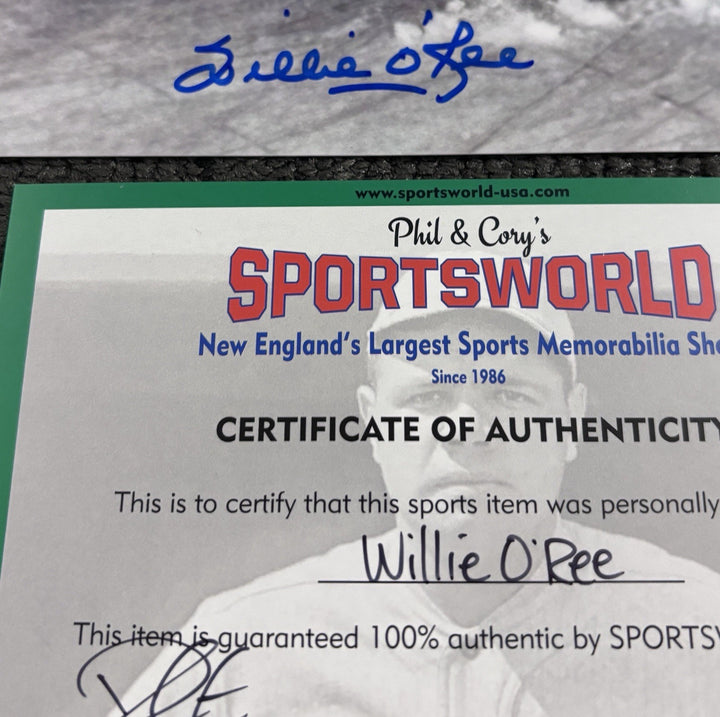 Willie O'Ree
www.sportsworld-usa.com
Phil & Cory's
SPORTSWORLD
New England's Largest Sports Memorabilia
Since 1986
CERTIFICATE OF AUTHENTICITY
This is to certify that this sports item was personally
Willie O'Ree
This item is guaranteed 100% authentic by SPORTSW